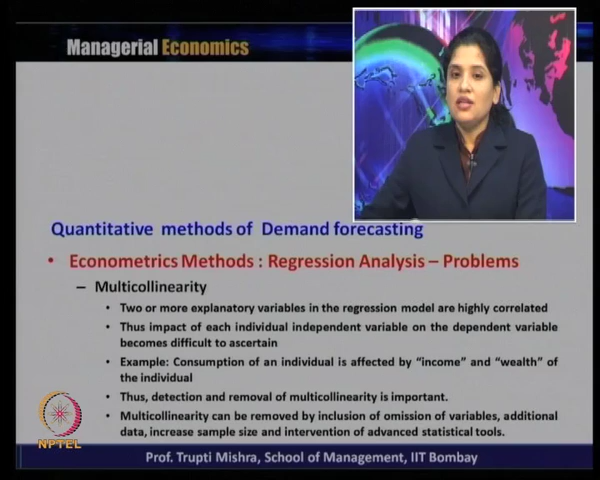 Managerial Economics
Quantitative methods of Demand forecasting
• Econometrics Methods : Regression Analysis – Problems
– Multicollinearity
• Two or more explanatory variables in the regression model are highly correlated
• Thus impact of each individual independent variable on the dependent variable
becomes difficult to ascertain
• Example: Consumption of an individual is affected by “income” and “wealth” of
the individual
• Thus, detection and removal of multicollinearity is important.
• Multicollinearity can be removed by inclusion of omission of variables, additional
data, increase sample size and intervention of advanced statistical tools.
NPTEL
Prof. Trupti Mishra, School of Management, IIT Bombay